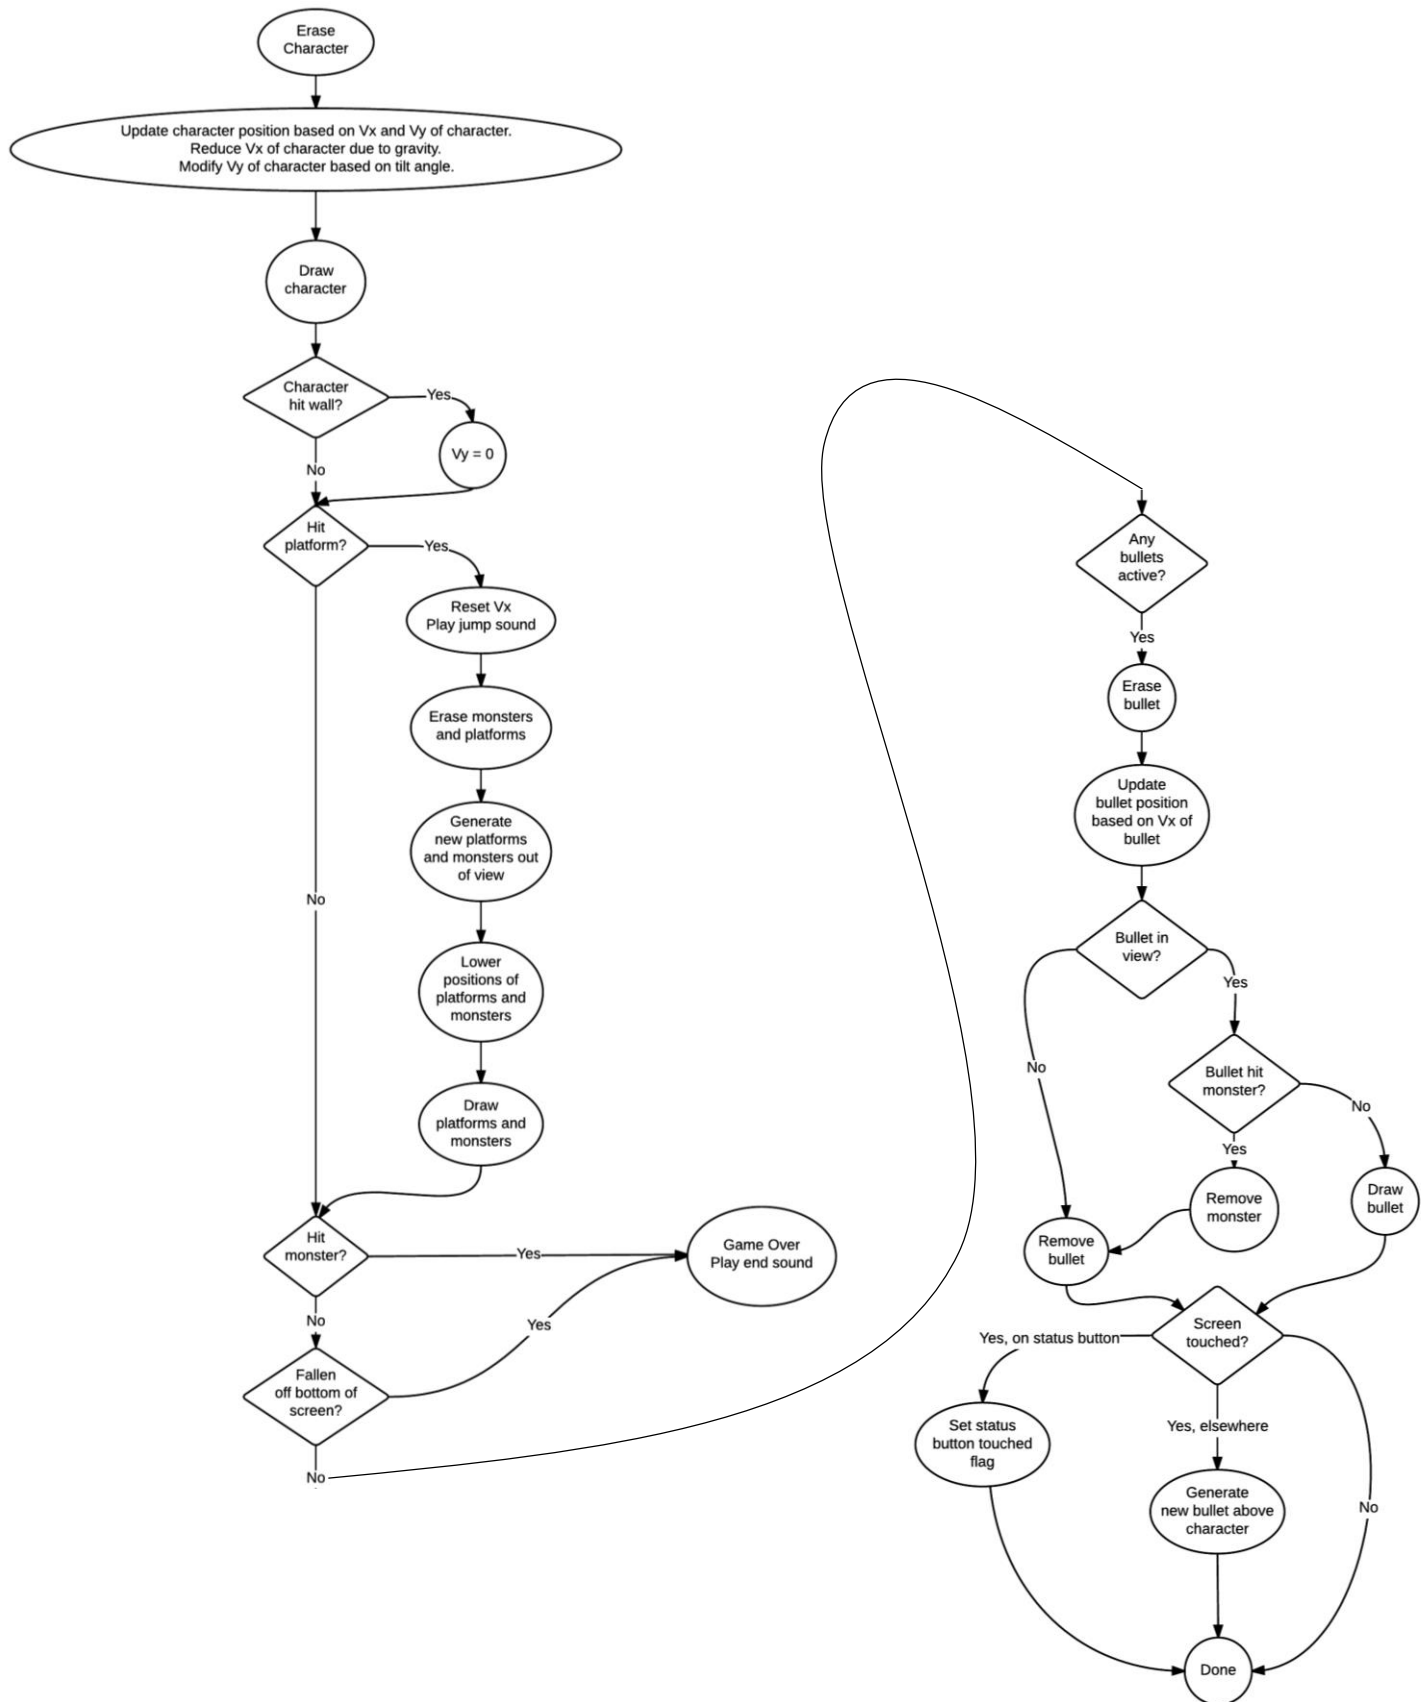 Erase
Character
Update character position based on Vx and Vy of character.
Reduce Vx of character due to gravity.
Modify Vy of character based on tilt angle.
Draw
character
Character
hit wall?
Yes
Vy = 0
No
Hit
platform?
Yes
Reset Vx
Play jump sound
Erase monsters
and platforms
Generate
new platforms
and monsters out
of view
No
Lower
positions of
platforms and
monsters
Draw
platforms and
monsters
Hit
monster?
Yes
Game Over
Play end sound
No
Yes
Fallen
off bottom of
screen?
No
Any
bullets
active?
Yes
Erase
bullet
Update
bullet position
based on Vx of
bullet
Bullet in
view?
Yes
No
Bullet hit
monster?
No
Yes
Remove
monster
Draw
bullet
Remove
bullet
Screen
touched?
Yes, on status button
Set status
button touched
flag
Yes, elsewhere
Generate
new bullet above
character
No
Done